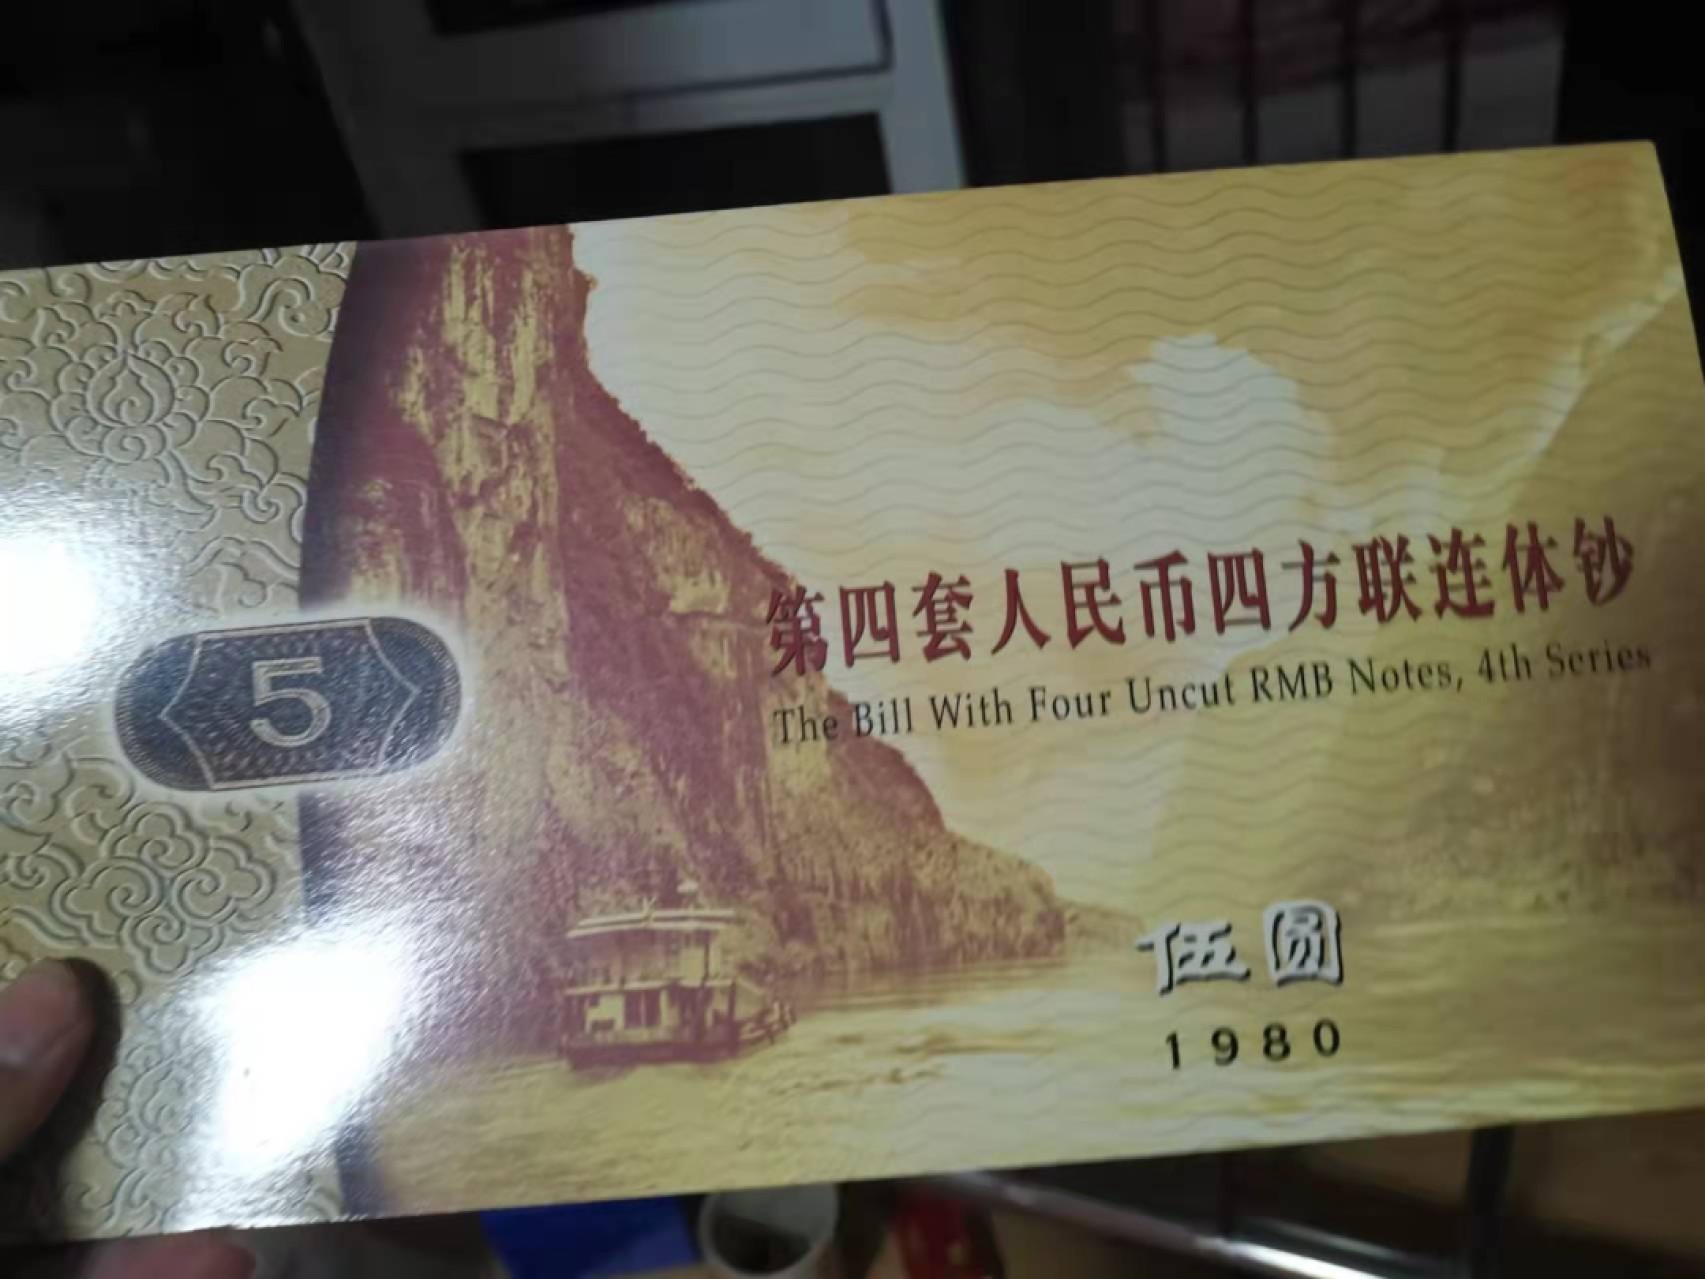 5
第四套人民币四方联连体钞
The Bill With Four Uncut RMB Notes, 4th Series
伍圆
1980